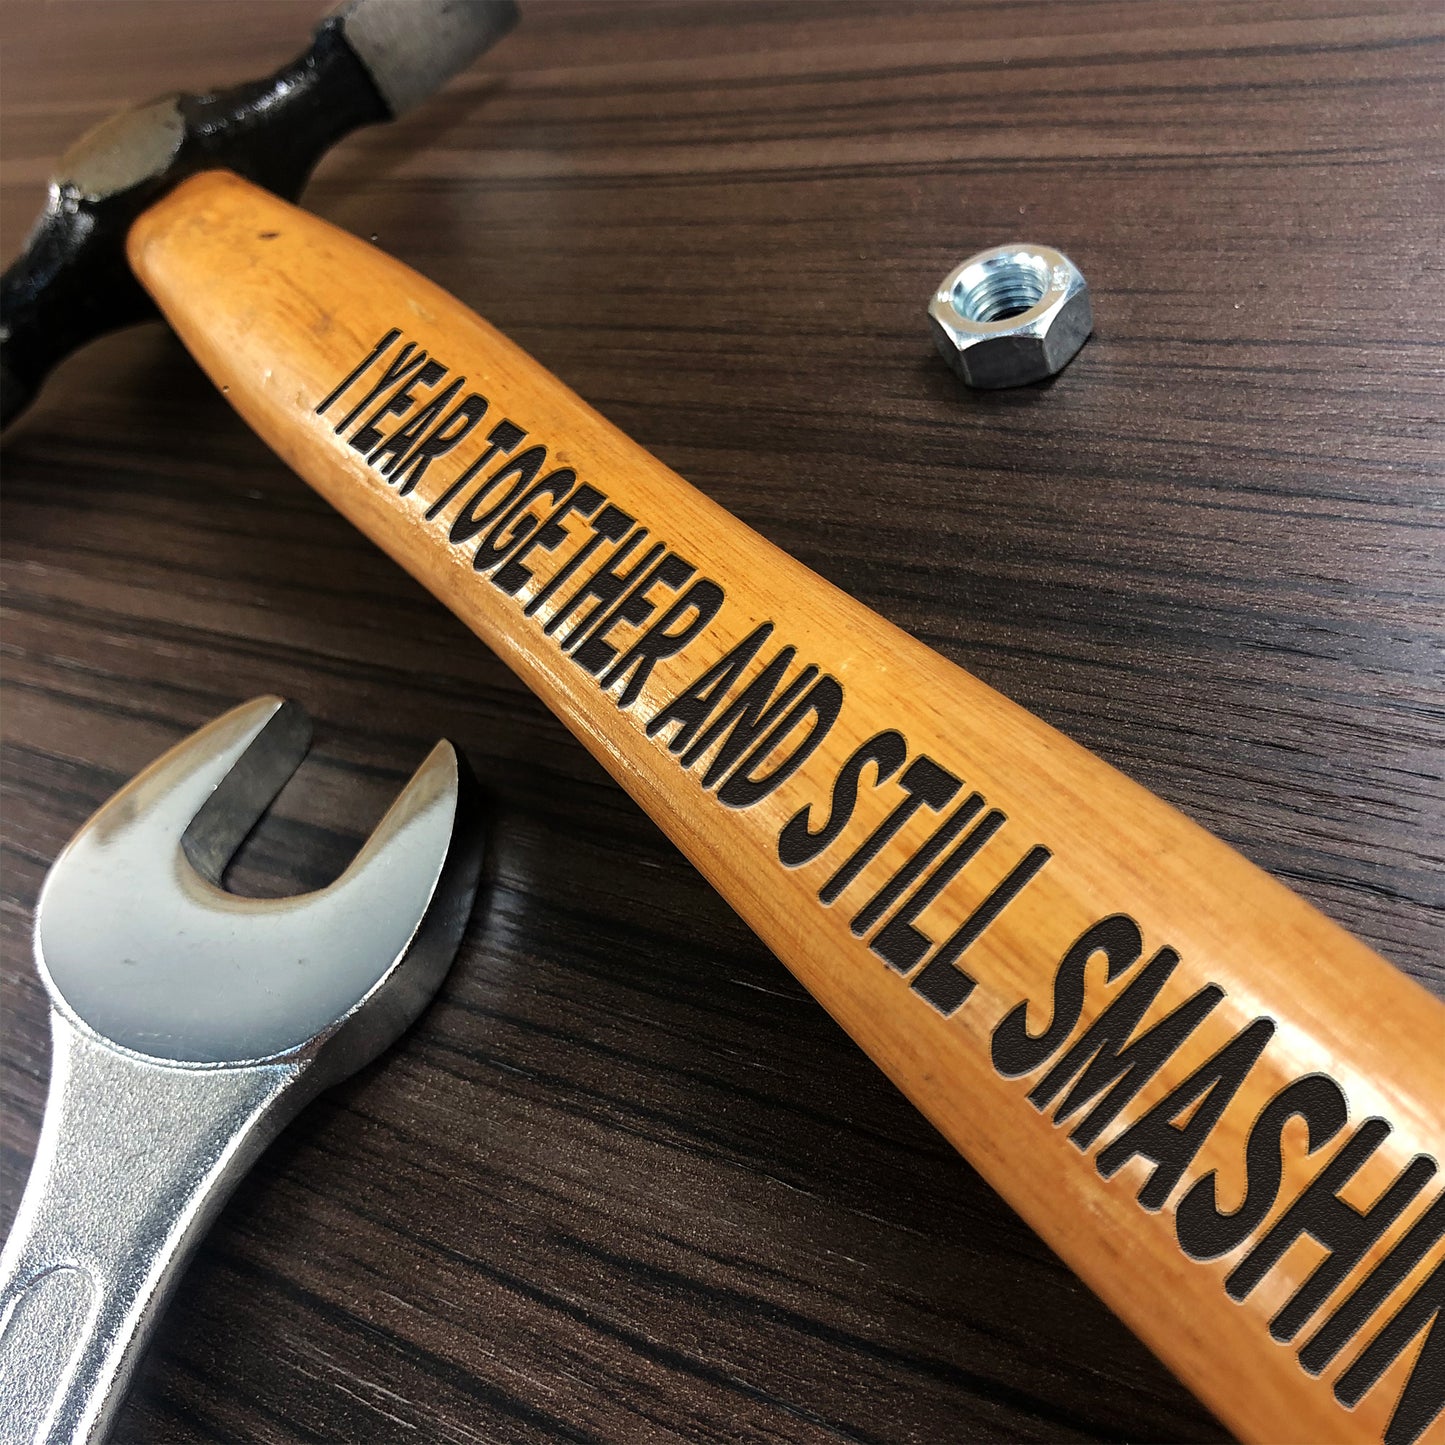 1 YEAR TOGETHER AND STILL SMASHIN